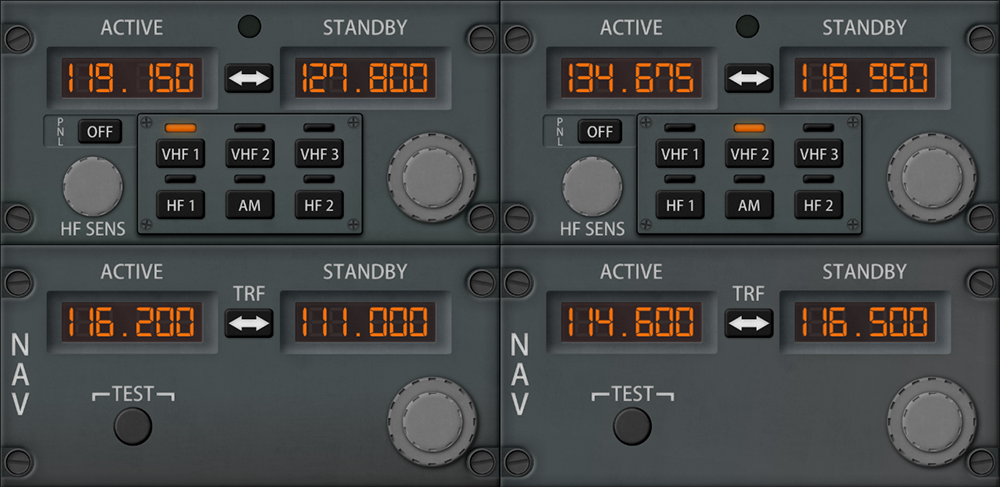 ACTIVE STANDBY
119.150 127.800
PNL OFF
VHF 1 VHF 2 VHF 3
HF 1 AM HF 2
HF SENS
ACTIVE STANDBY
134.675 118.950
PNL OFF
VHF 1 VHF 2 VHF 3
HF 1 AM HF 2
HF SENS
ACTIVE STANDBY
TRF
116.200 111.000
NAV
TEST
ACTIVE STANDBY
TRF
114.600 116.500
NAV
TEST